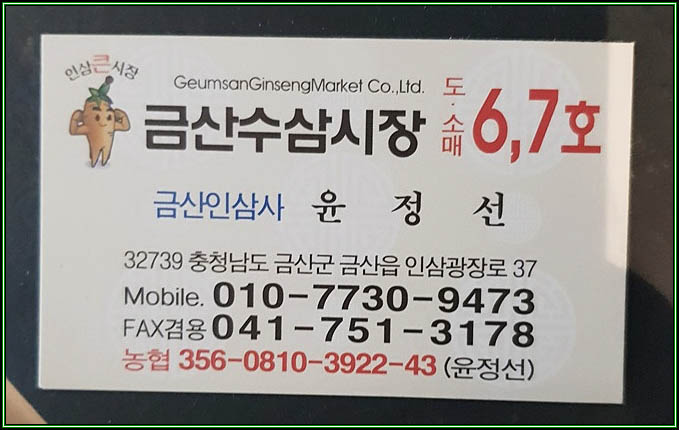 인삼큰시장
GeumsanGinsengMarket Co.,Ltd.
금산수삼시장 도·소매 6,7호
금산인삼사 윤 정 선
32739 충청남도 금산군 금산읍 인삼광장로 37
Mobile. 010-7730-9473
FAX겸용 041-751-3178
농협 356-0810-3922-43 (윤정선)